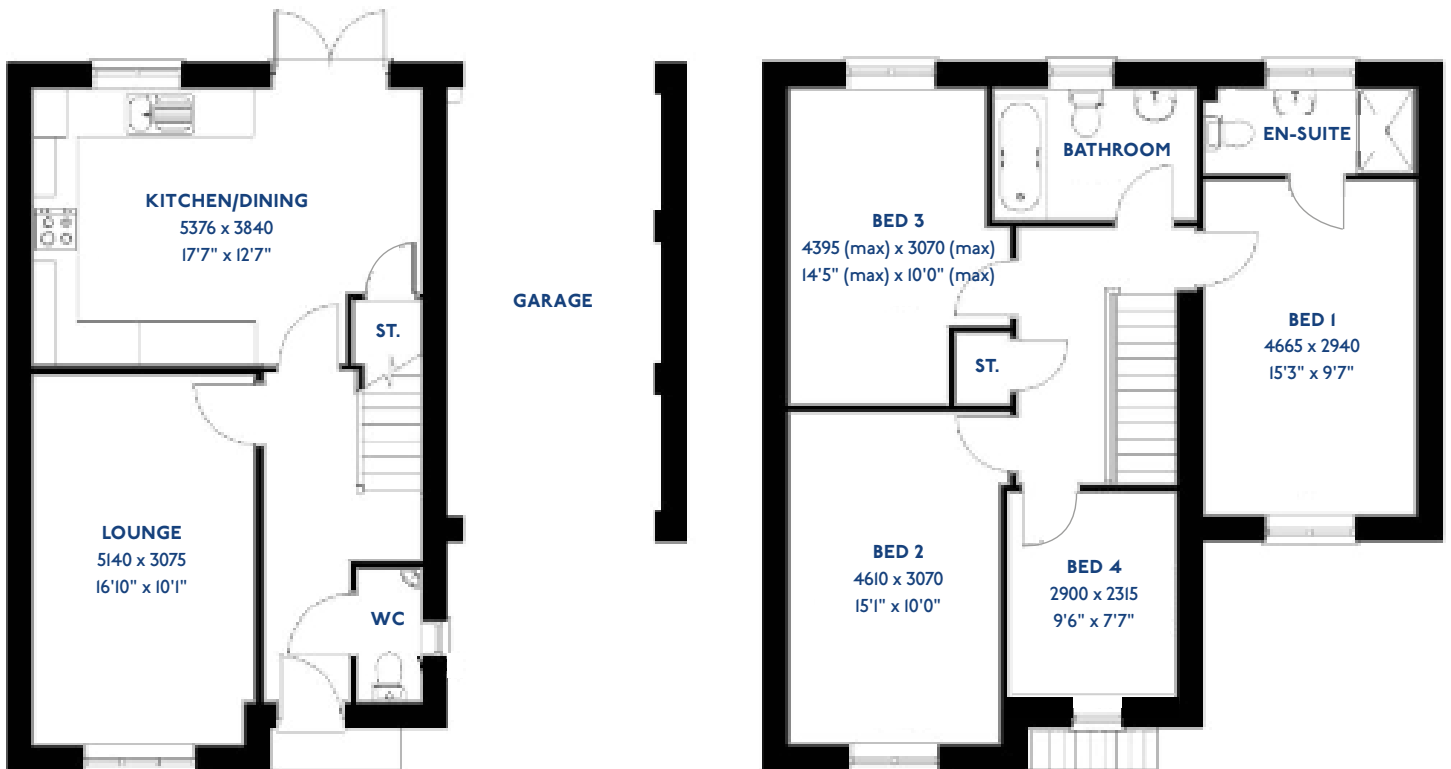 KITCHEN/DINING
5376 x 3840
17'7" x 12'7"
ST.
GARAGE
LOUNGE
5140 x 3075
16'10" x 10'1"
WC
BATHROOM
EN-SUITE
BED 3
4395 (max) x 3070 (max)
14'5" (max) x 10'0" (max)
BED 1
4665 x 2940
15'3" x 9'7"
ST.
BED 2
4610 x 3070
15'1" x 10'0"
BED 4
2900 x 2315
9'6" x 7'7"